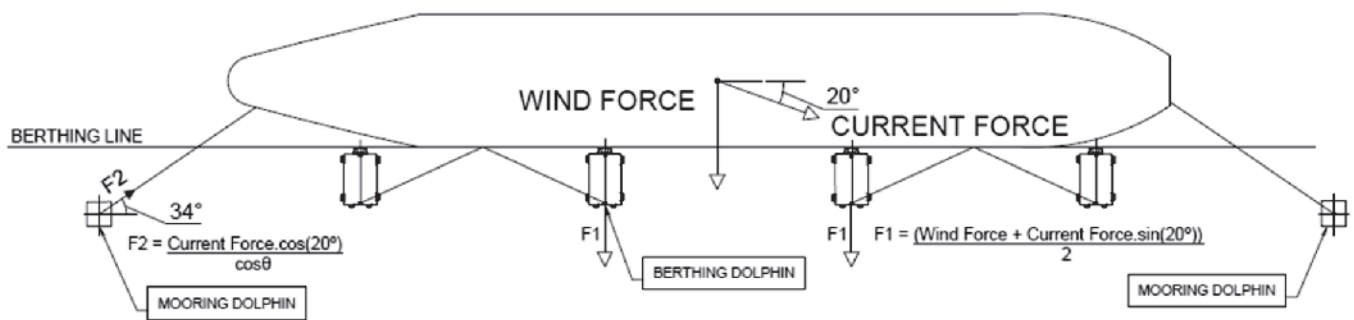 20°
WIND FORCE
CURRENT FORCE
BERTHING LINE
F2
34°
F2 = Current Force.cos(20º)
cosθ
F1
F1
F1 = (Wind Force + Current Force.sin(20º))
2
BERTHING DOLPHIN
MOORING DOLPHIN
MOORING DOLPHIN